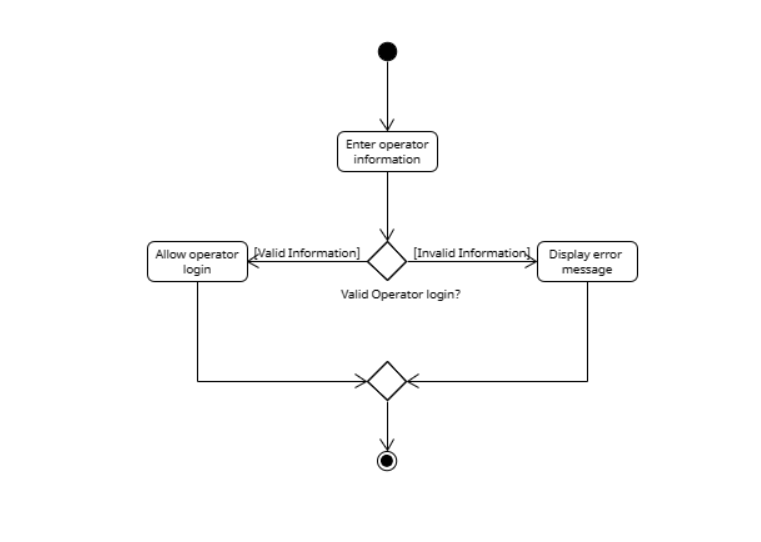 Enter operator
information
[Valid Information]
[Invalid Information]
Allow operator
login
Display error
message
Valid Operator login?